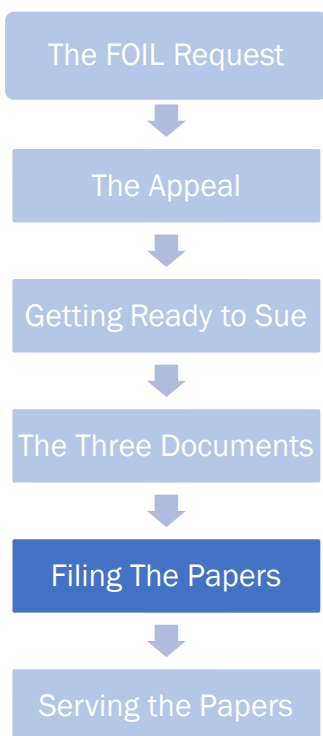 The FOIL Request
The Appeal
Getting Ready to Sue
The Three Documents
Filing The Papers
Serving the Papers